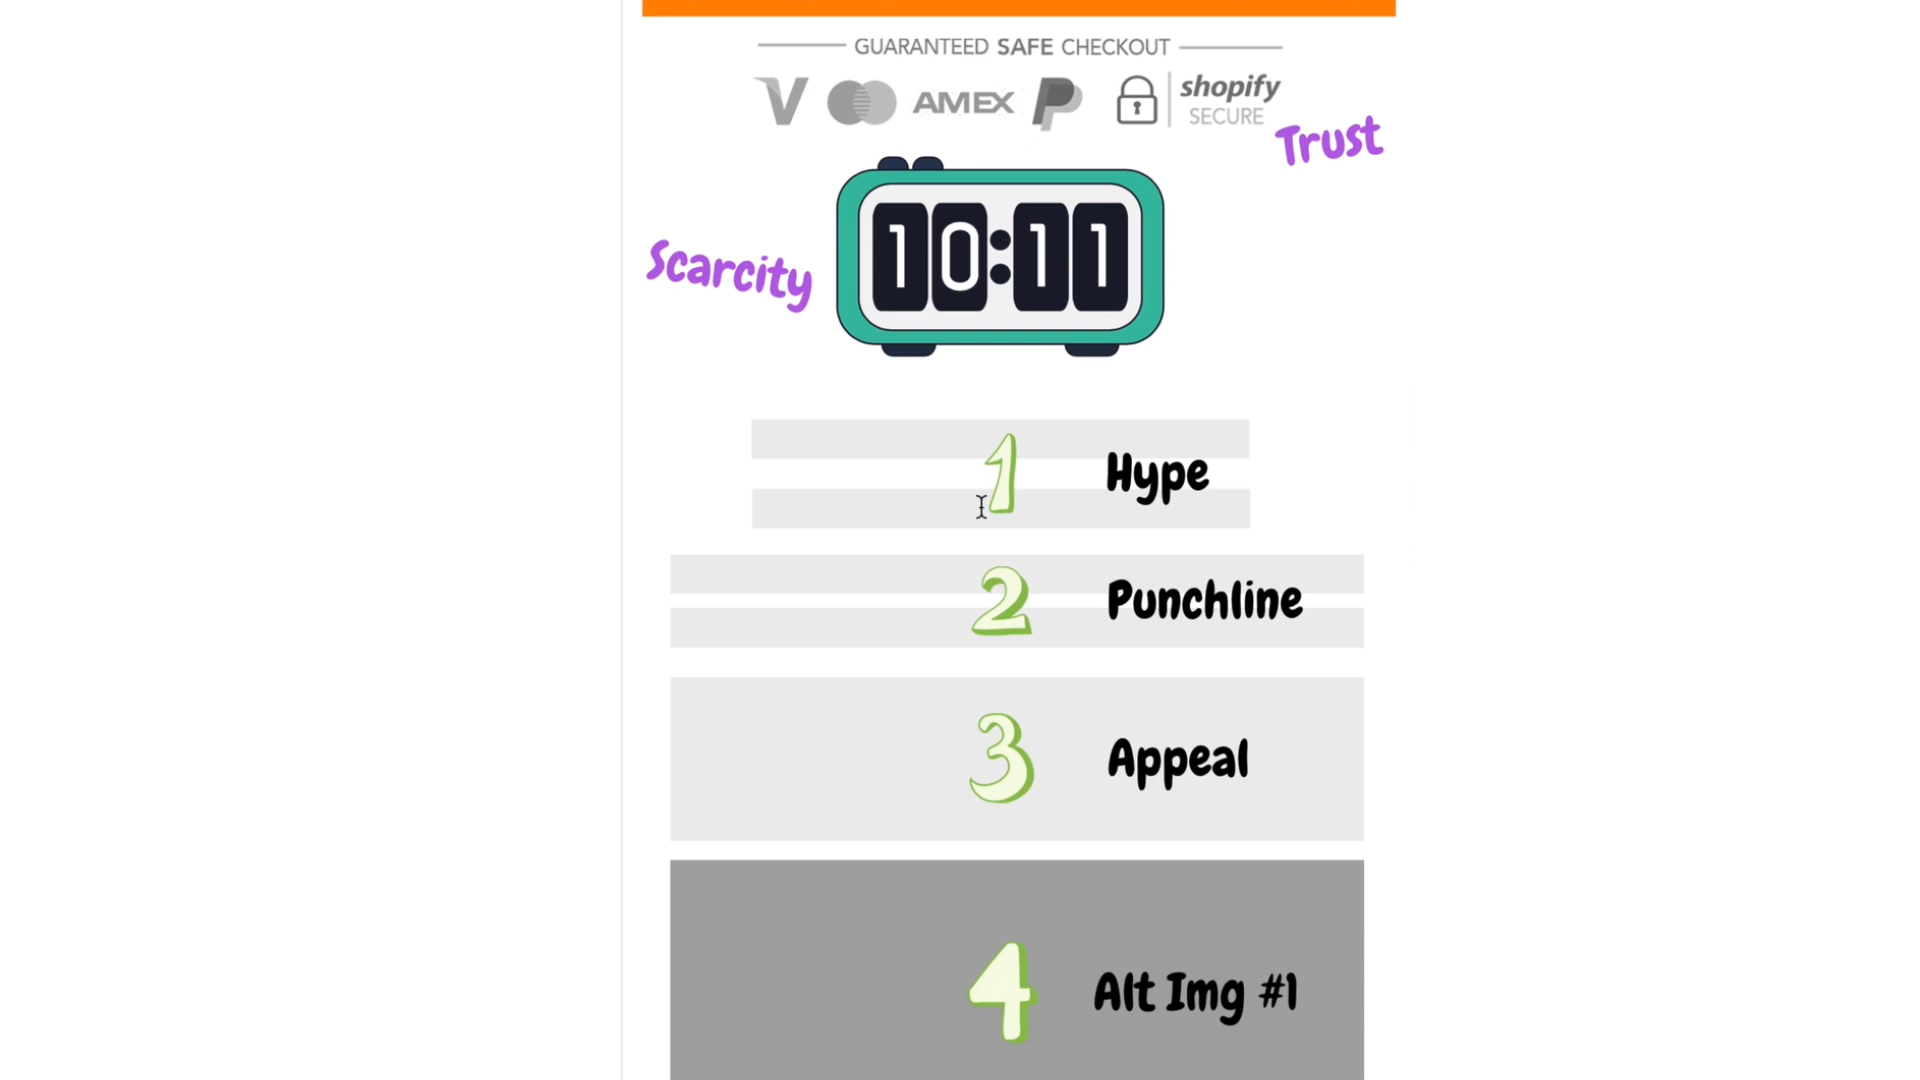 GUARANTEED SAFE CHECKOUT
V AMEX P shopify
SECURE
Trust
10:11
Scarcity
1 Hype
2 Punchline
3 Appeal
4 Alt Img #1